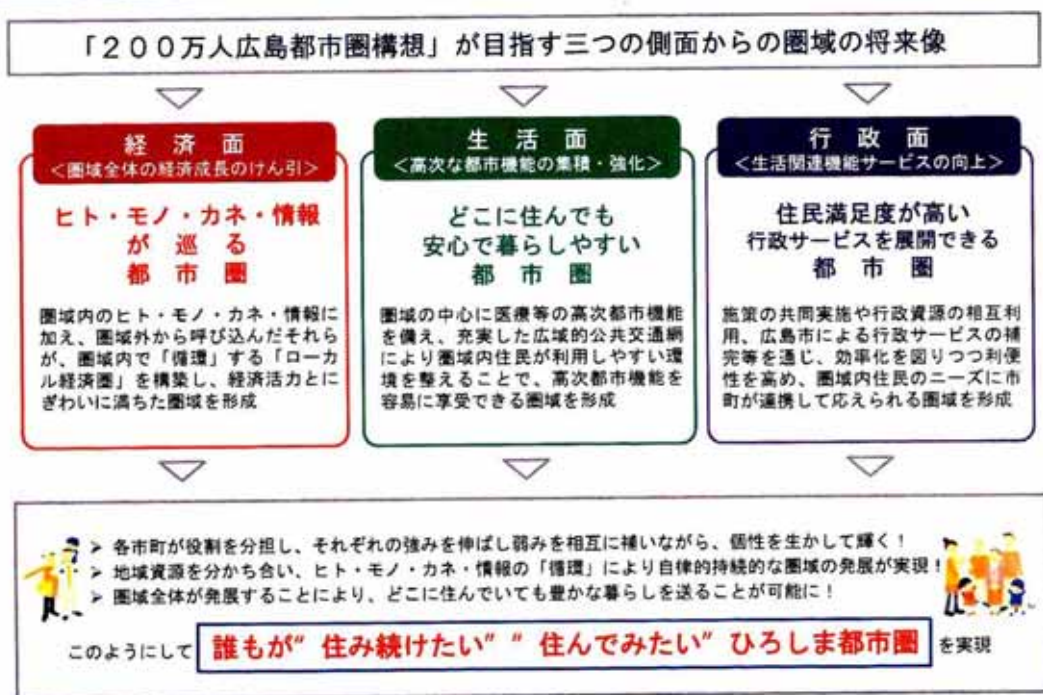 「２００万人広島都市圏構想」が目指す三つの側面からの圏域の将来像
経済面
＜圏域全体の経済成長のけん引＞
ヒト・モノ・カネ・情報
が巡る
都市圏
圏域内のヒト・モノ・カネ・情報に
加え、圏域外から呼び込んだそれら
が、圏域内で「循環」する「ローカ
ル経済圏」を構築し、経済活力とに
ぎわいに満ちた圏域を形成
生活面
＜高次な都市機能の集積・強化＞
どこに住んでも
安心で暮らしやすい
都市圏
圏域の中心に医療等の高次都市機能
を備え、充実した広域的公共交通網
により圏域内住民が利用しやすい環
境を整えることで、高次都市機能を
容易に享受できる圏域を形成
行政面
＜生活関連機能サービスの向上＞
住民満足度が高い
行政サービスを展開できる
都市圏
施策の共同実施や行政資源の相互利
用、広島市による行政サービスの補
完等を通じ、効率化を図りつつ利便
性を高め、圏域内住民のニーズに市
町が連携して応えられる圏域を形成
➢ 各市町が役割を分担し、それぞれの強みを伸ばし弱みを相互に補いながら、個性を生かして輝く！
➢ 地域資源を分かち合い、ヒト・モノ・カネ・情報の「循環」により自律的持続的な圏域の発展が実現！
➢ 圏域全体が発展することにより、どこに住んでいても豊かな暮らしを送ることが可能に！
このようにして 誰もが“住み続けたい”“住んでみたい”ひろしま都市圏 を実現